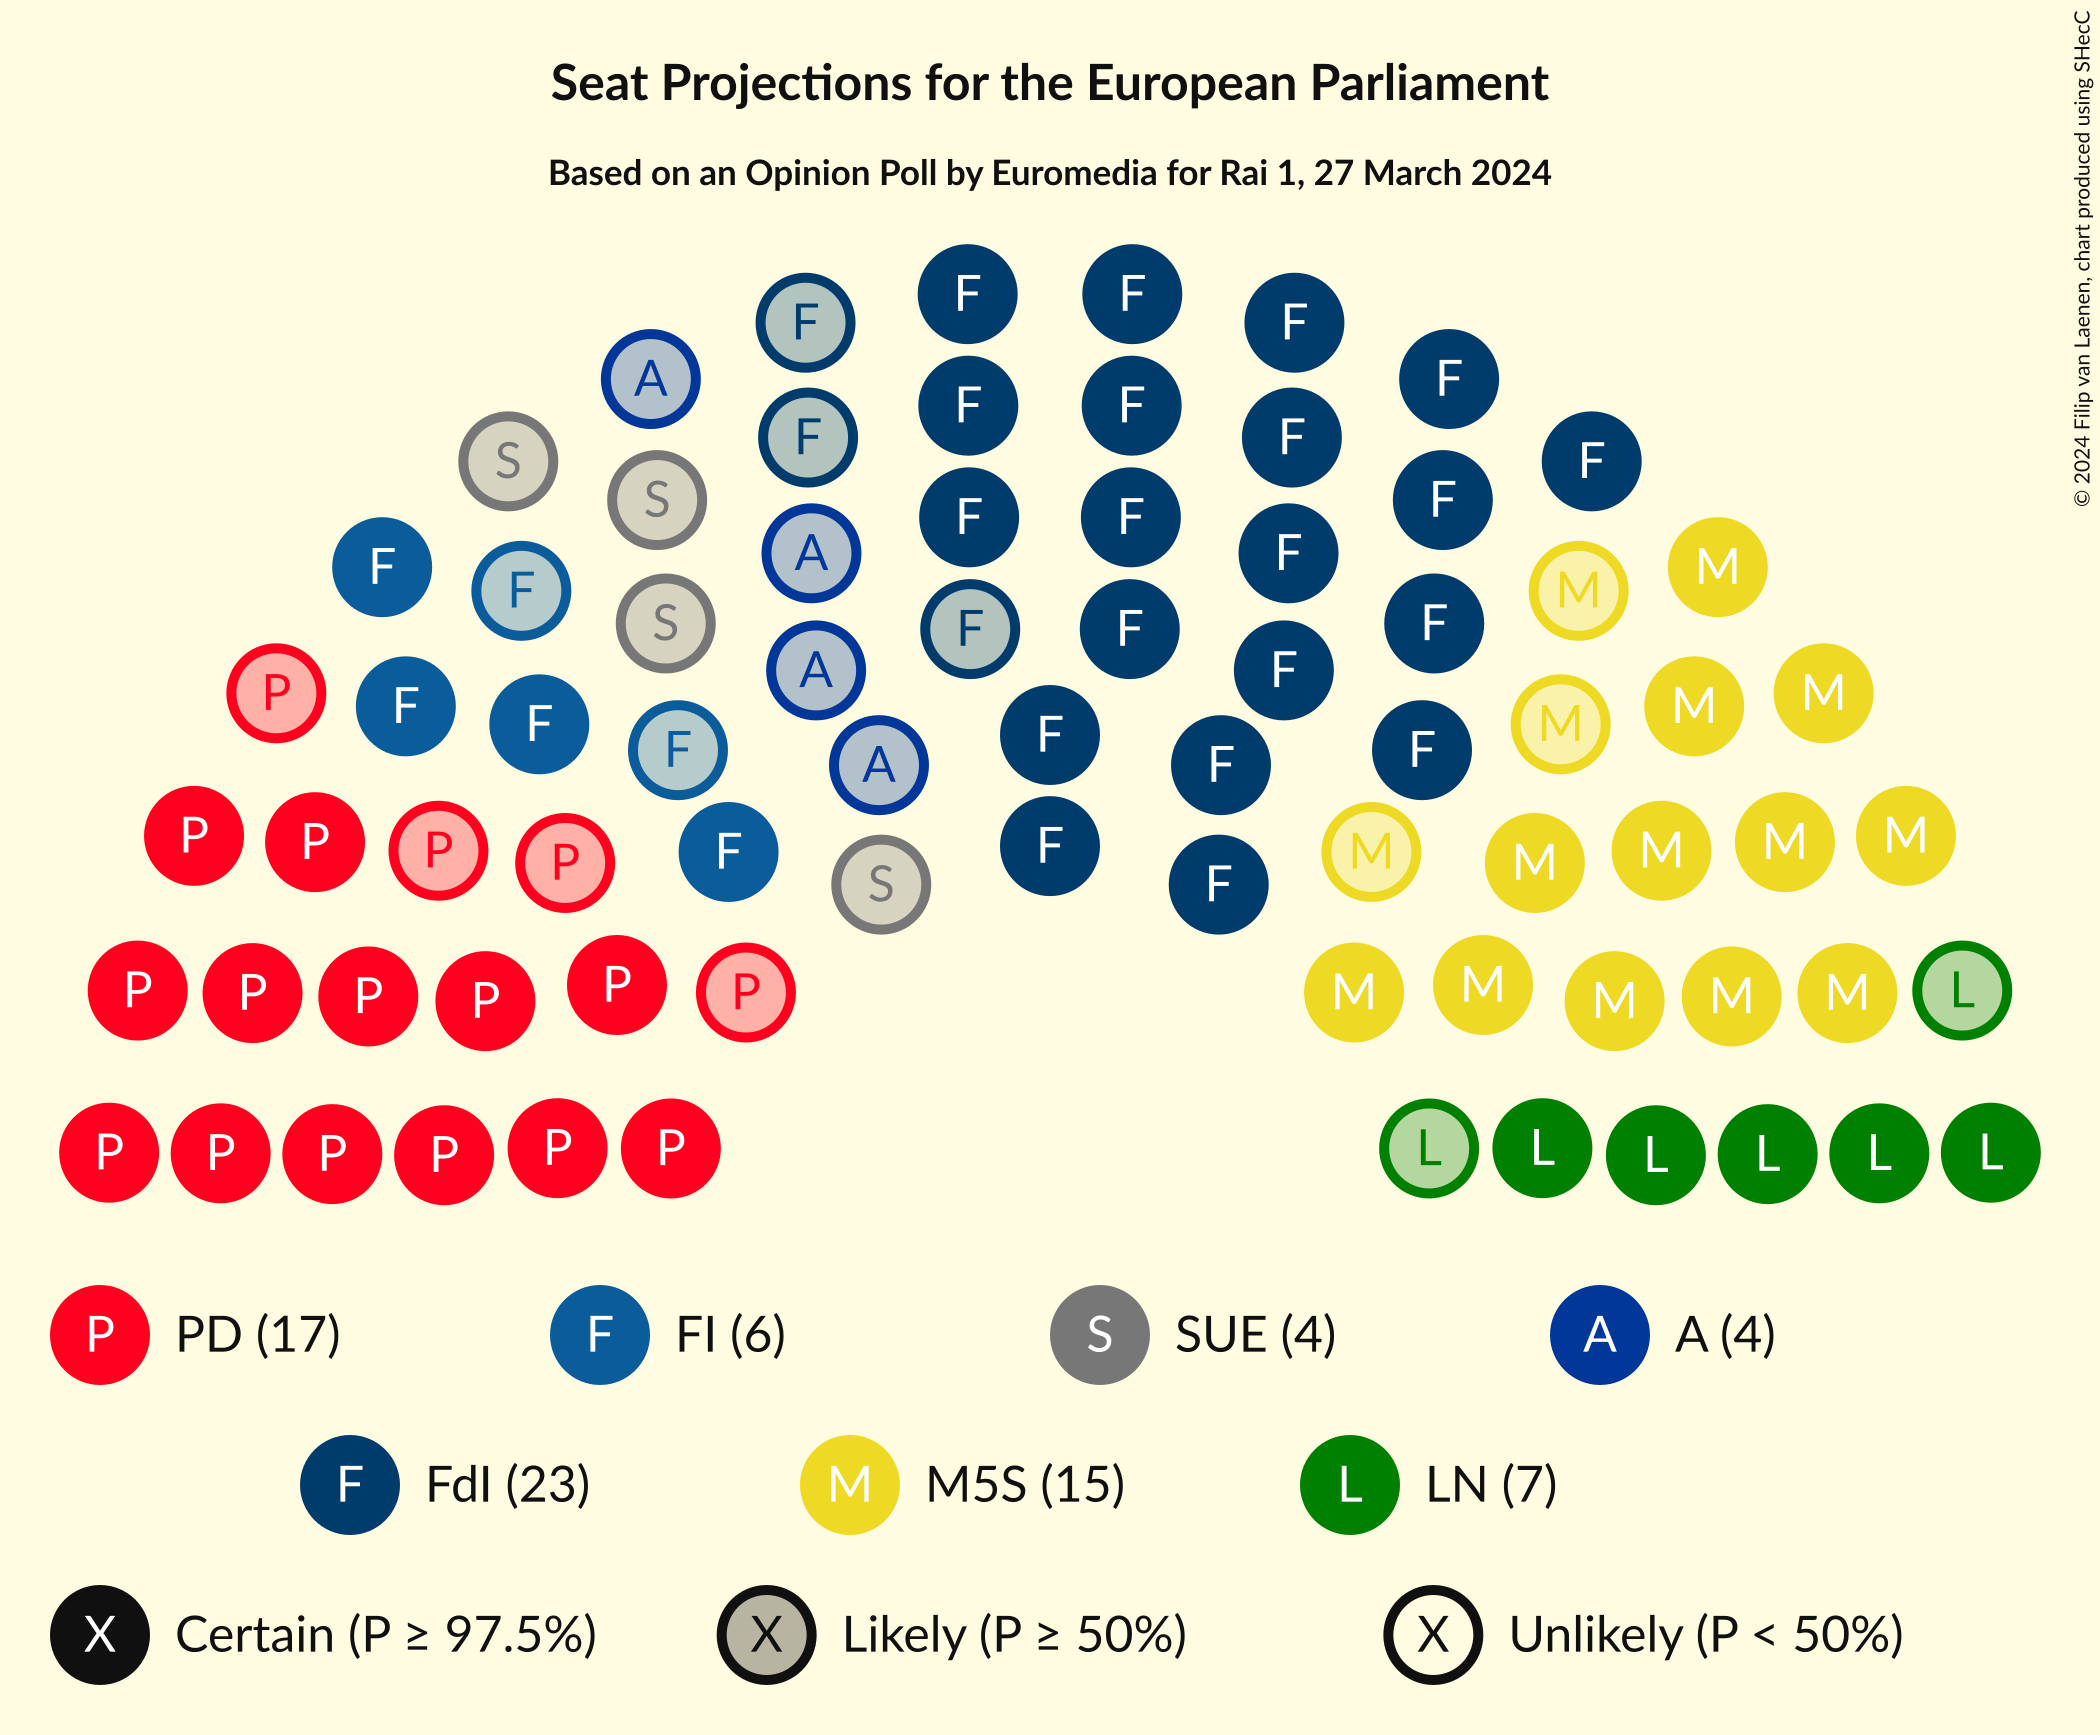 Seat Projections for the European Parliament
Based on an Opinion Poll by Euromedia for Rai 1, 27 March 2024
© 2024 Filip van Laenen, chart produced using SHecC
F F
F F
A F
F F
F F
S F
S F
F M
F M
A F
F F
S F
F F
A F
P M
F M
F M
F F
F M
A F
P M
P M
P M
P M
F M
S F
P P P P P P M M M M M L
P P P P P P L L L L L L
P PD (17) F FI (6) S SUE (4) A A (4)
F FdI (23) M M5S (15) L LN (7)
X Certain (P ≥ 97.5%) X Likely (P ≥ 50%) X Unlikely (P < 50%)